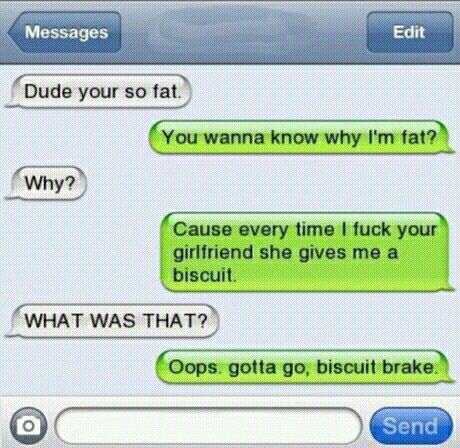 Messages
Edit
Dude your so fat.
You wanna know why I'm fat?
Why?
Cause every time I fuck your
girlfriend she gives me a
biscuit.
WHAT WAS THAT?
Oops. gotta go, biscuit brake.
Send